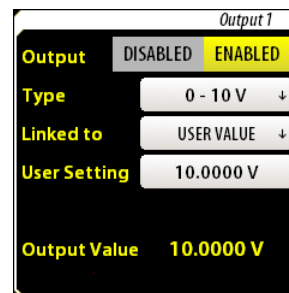 Output 1
Output DISABLED ENABLED
Type 0 - 10 V ↓
Linked to USER VALUE ↓
User Setting 10.0000 V
Output Value 10.0000 V